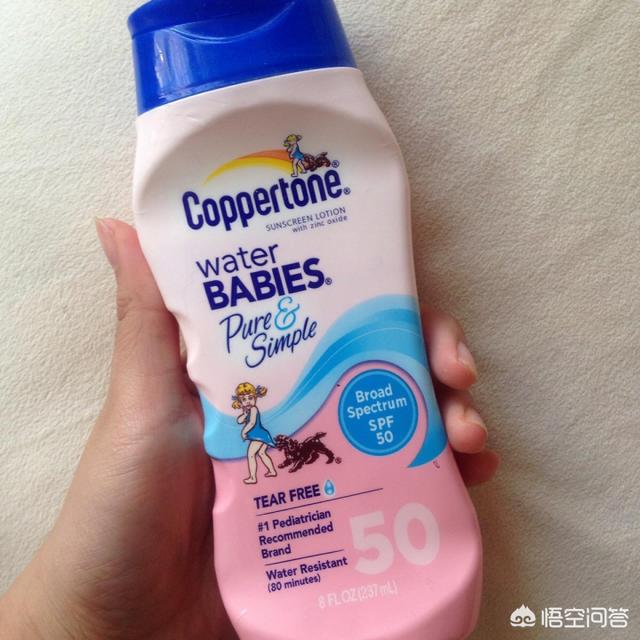 Coppertone®
SUNSCREEN LOTION
with zinc oxide
water
BABIES®
Pure &
Simple
Broad
Spectrum
SPF
50
TEAR FREE
#1 Pediatrician
Recommended
Brand
50
Water Resistant
(80 minutes)
8 FL OZ (237 mL)
悟空问答